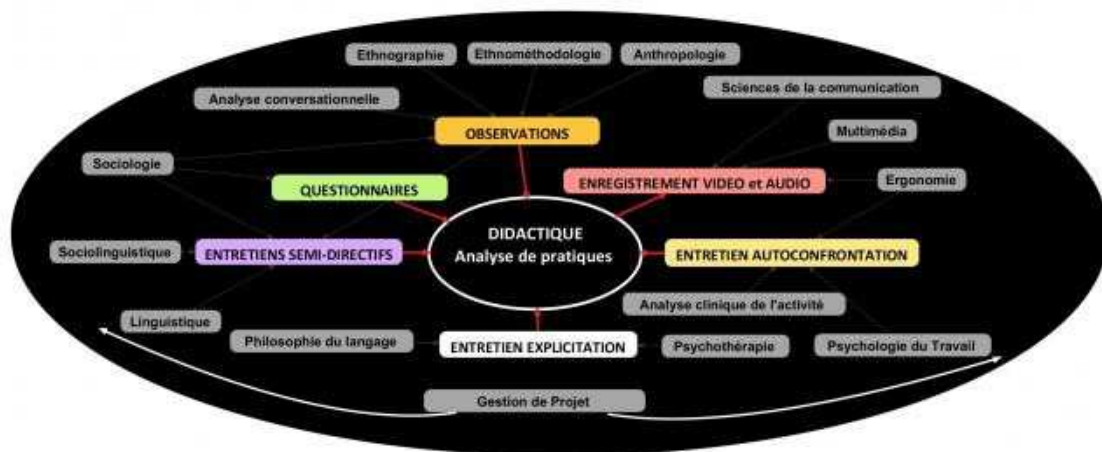 Ethnographie
Ethnométhodologie
Anthropologie
Sciences de la communication
Analyse conversationnelle
OBSERVATIONS
Multimédia
Sociologie
QUESTIONNAIRES
ENREGISTREMENT VIDEO et AUDIO
Ergonomie
DIDACTIQUE
Analyse de pratiques
Sociolinguistique
ENTRETIENS SEMI-DIRECTIFS
ENTRETIEN AUTOCONFRONTATION
Analyse clinique de l'activité
Linguistique
Philosophie du langage
ENTRETIEN EXPLICITATION
Psychothérapie
Psychologie du Travail
Gestion de Projet